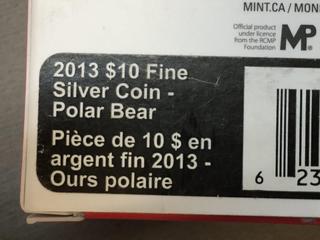 MINT.CA / MON
Official product
under licence
from the RCMP
Foundation
MP
2013 $10 Fine
Silver Coin -
Polar Bear
Pièce de 10 $ en
argent fin 2013 -
Ours polaire
6 23